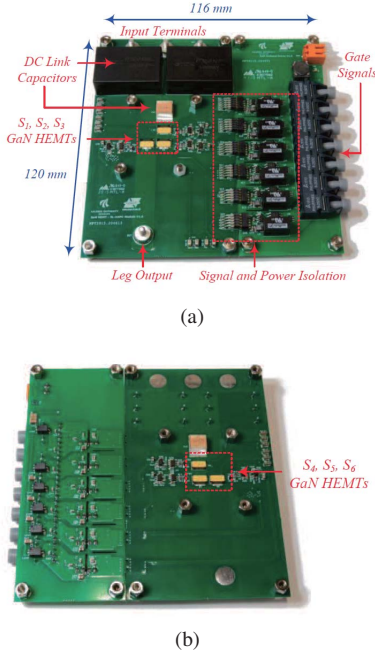 116 mm
Input Terminals
DC Link
Capacitors
Gate
Signals
S₁, S₂, S₃
GaN HEMTs
120 mm
Leg Output
Signal and Power Isolation
(a)
S₄, S₅, S₆
GaN HEMTs
(b)